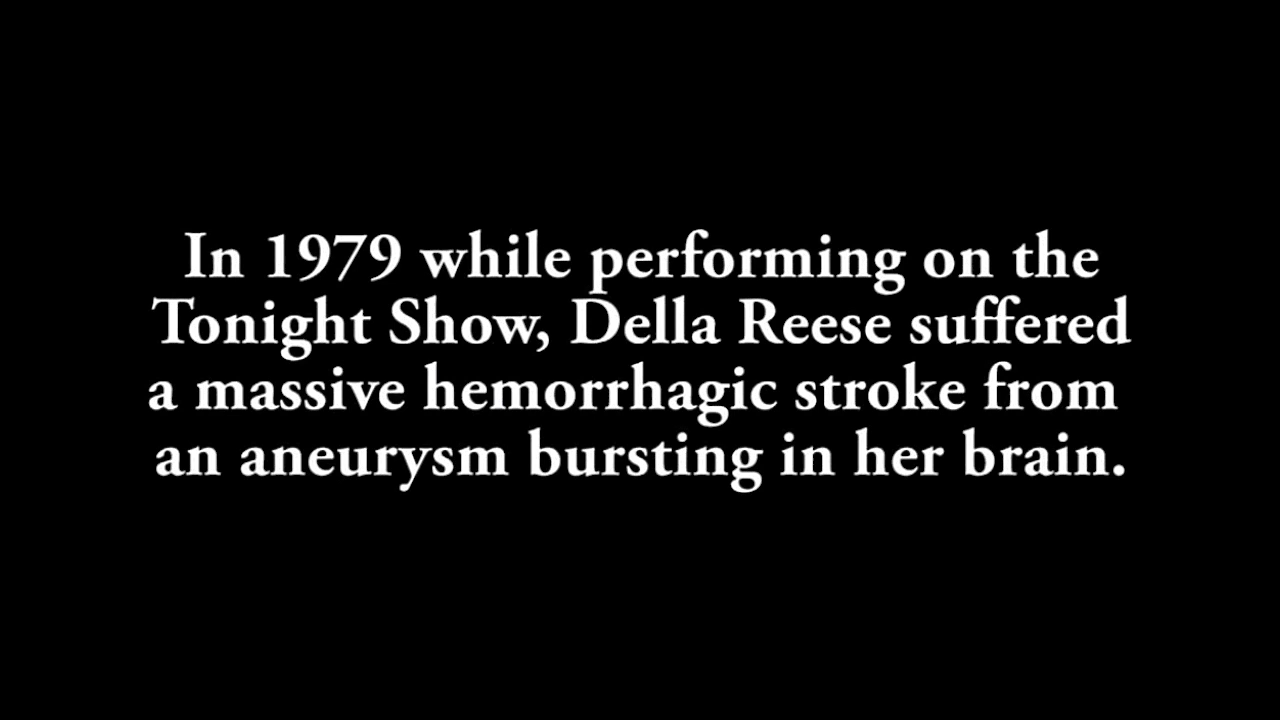 In 1979 while performing on the
Tonight Show, Della Reese suffered
a massive hemorrhagic stroke from
an aneurysm bursting in her brain.